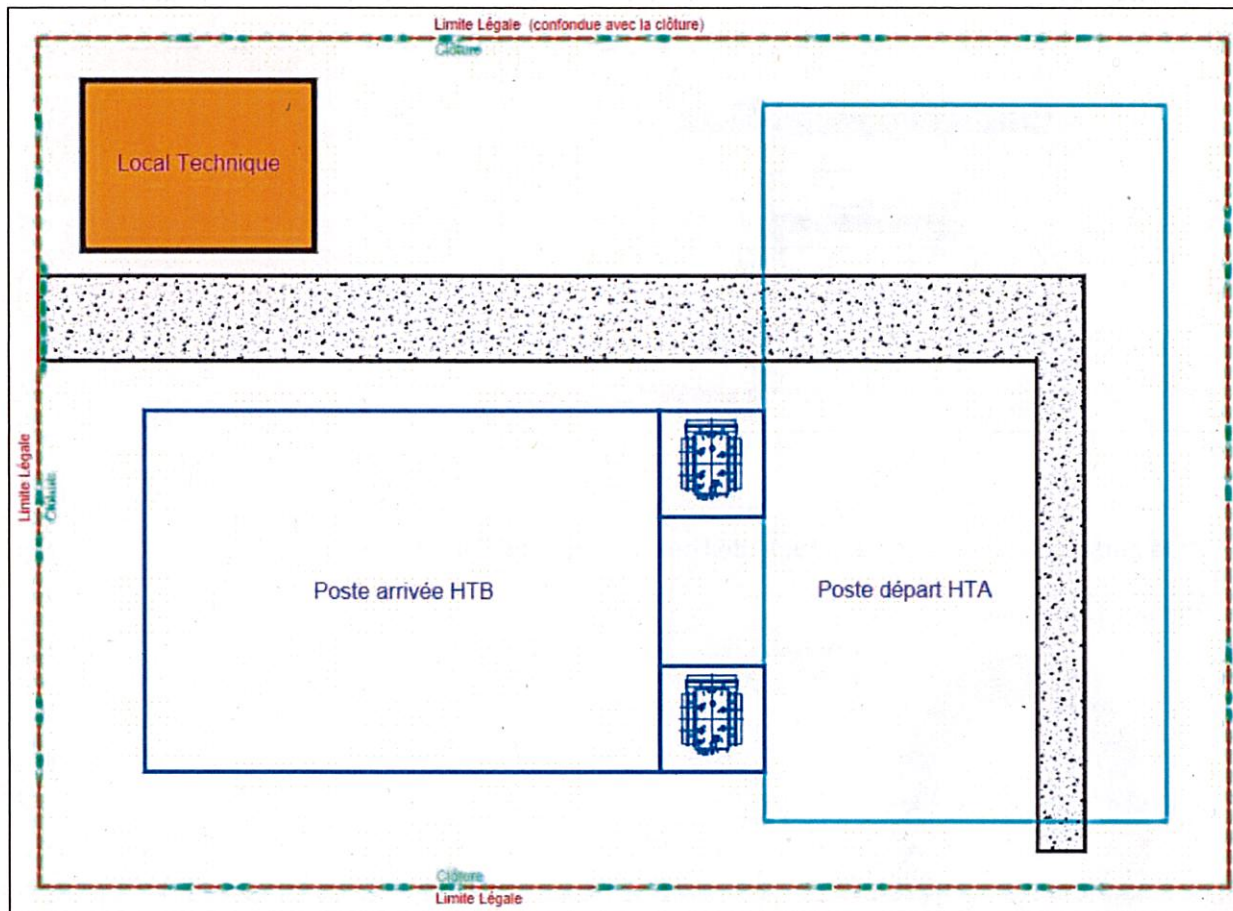 Limite Légale (confondue avec la clôture)
Clôture
Local Technique
Limite Légale
Clôture
Poste arrivée HTB
Poste départ HTA
Clôture
Limite Légale